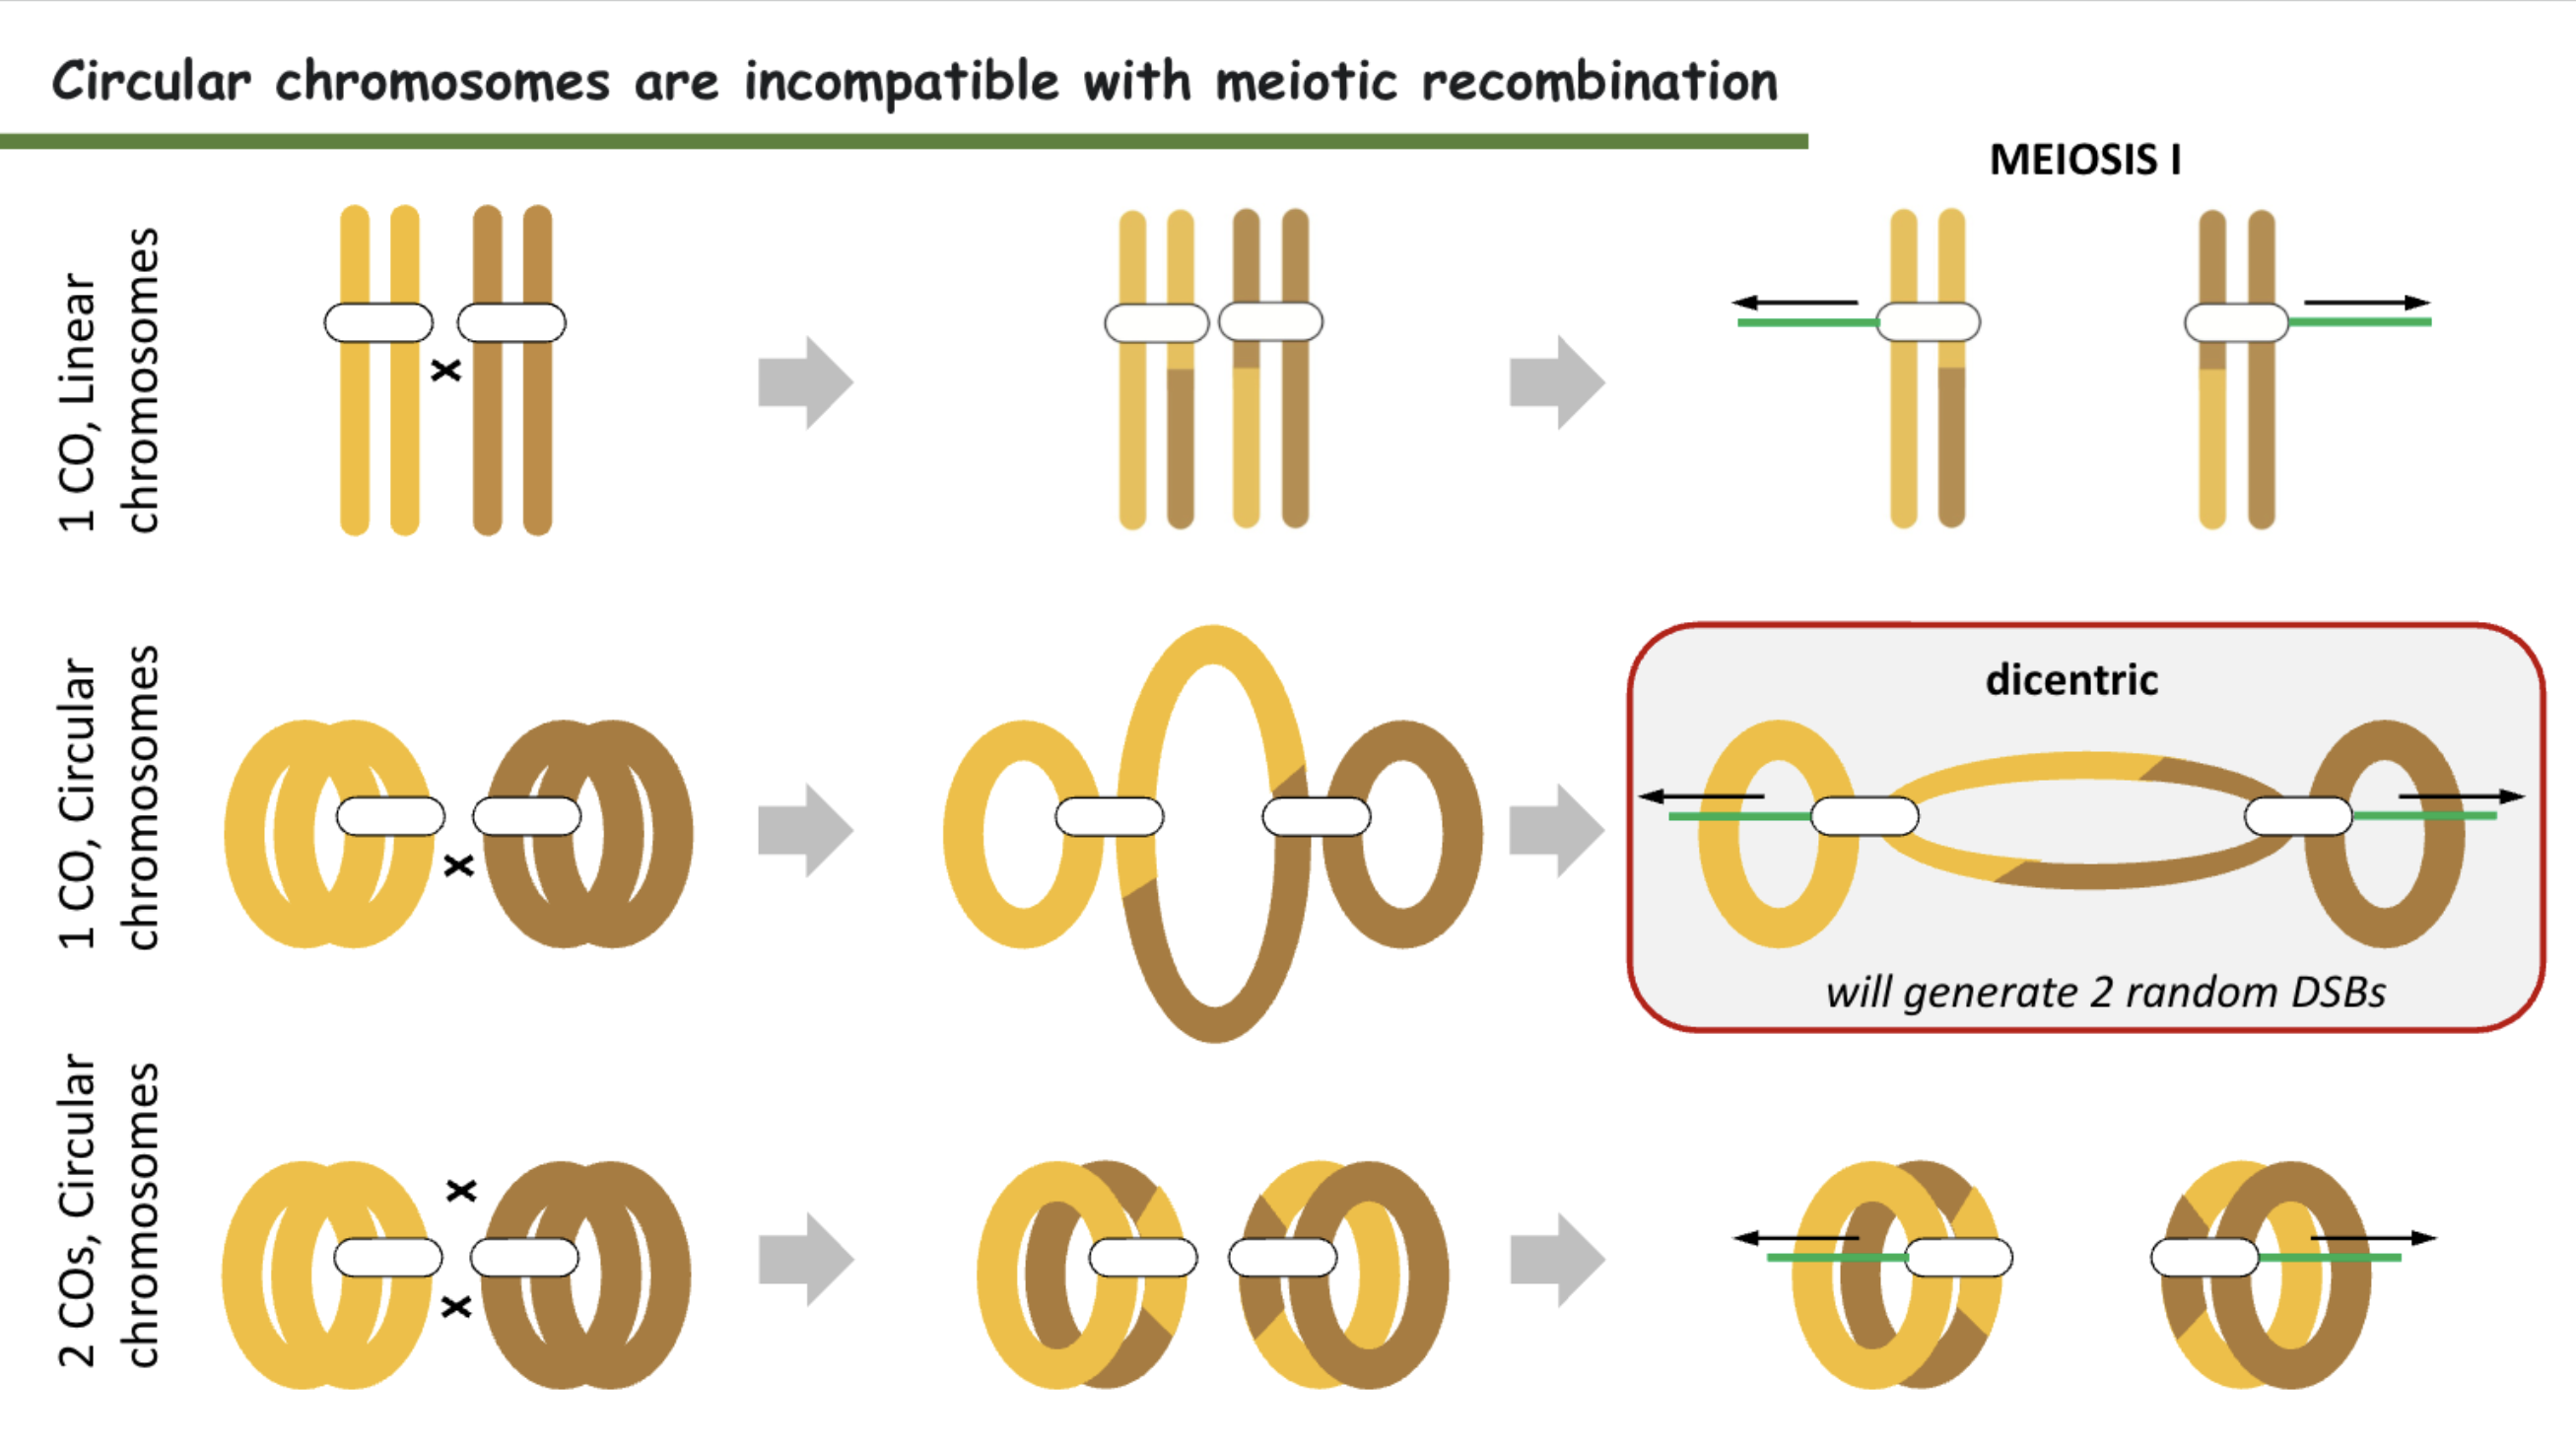 Circular chromosomes are incompatible with meiotic recombination
MEIOSIS I
1 CO, Linear
chromosomes
1 CO, Circular
chromosomes
dicentric
will generate 2 random DSBs
2 COs, Circular
chromosomes